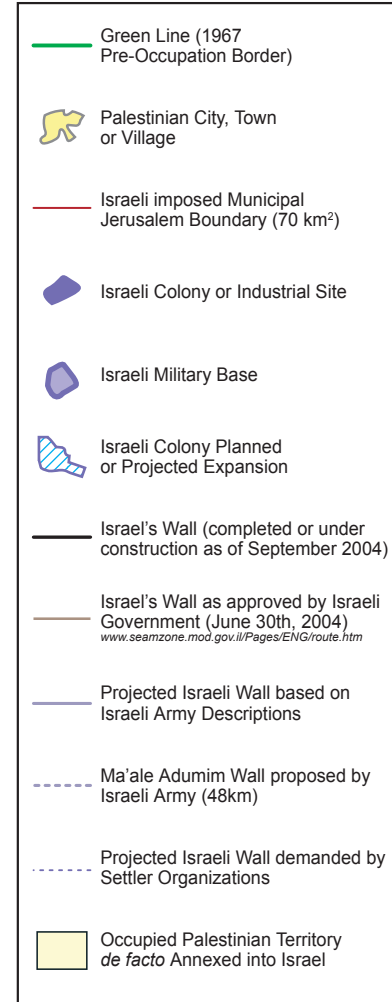 Green Line (1967
Pre-Occupation Border)
Palestinian City, Town
or Village
Israeli imposed Municipal
Jerusalem Boundary (70 km²)
Israeli Colony or Industrial Site
Israeli Military Base
Israeli Colony Planned
or Projected Expansion
Israel's Wall (completed or under
construction as of September 2004)
Israel's Wall as approved by Israeli
Government (June 30th, 2004)
www.seamzone.mod.gov.il/Pages/ENG/route.htm
Projected Israeli Wall based on
Israeli Army Descriptions
Ma'ale Adumim Wall proposed by
Israeli Army (48km)
Projected Israeli Wall demanded by
Settler Organizations
Occupied Palestinian Territory
de facto Annexed into Israel